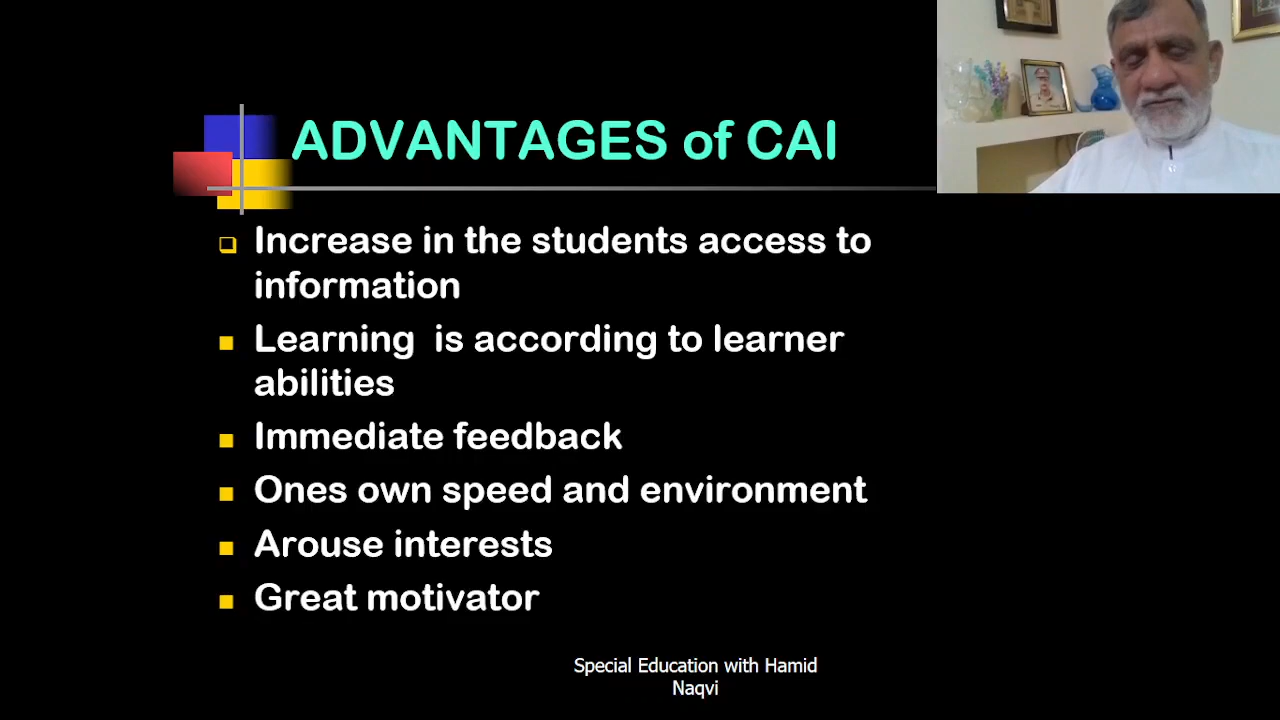 ADVANTAGES of CAI
Increase in the students access to
information
Learning is according to learner
abilities
Immediate feedback
Ones own speed and environment
Arouse interests
Great motivator
Special Education with Hamid
Naqvi